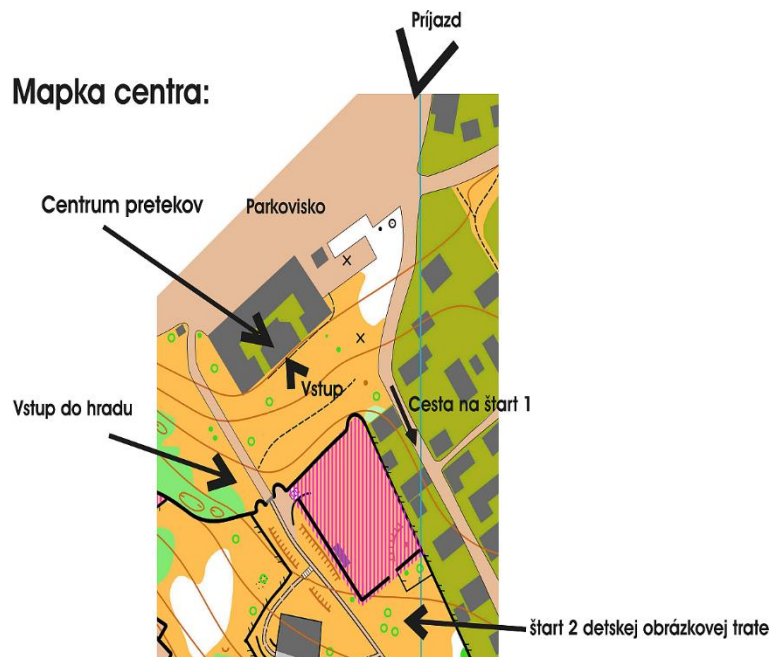 Príjazd
Mapka centra:
Centrum pretekov
Parkovisko
Vstup
Vstup do hradu
Cesta na štart 1
štart 2 detskej obrázkovej trate